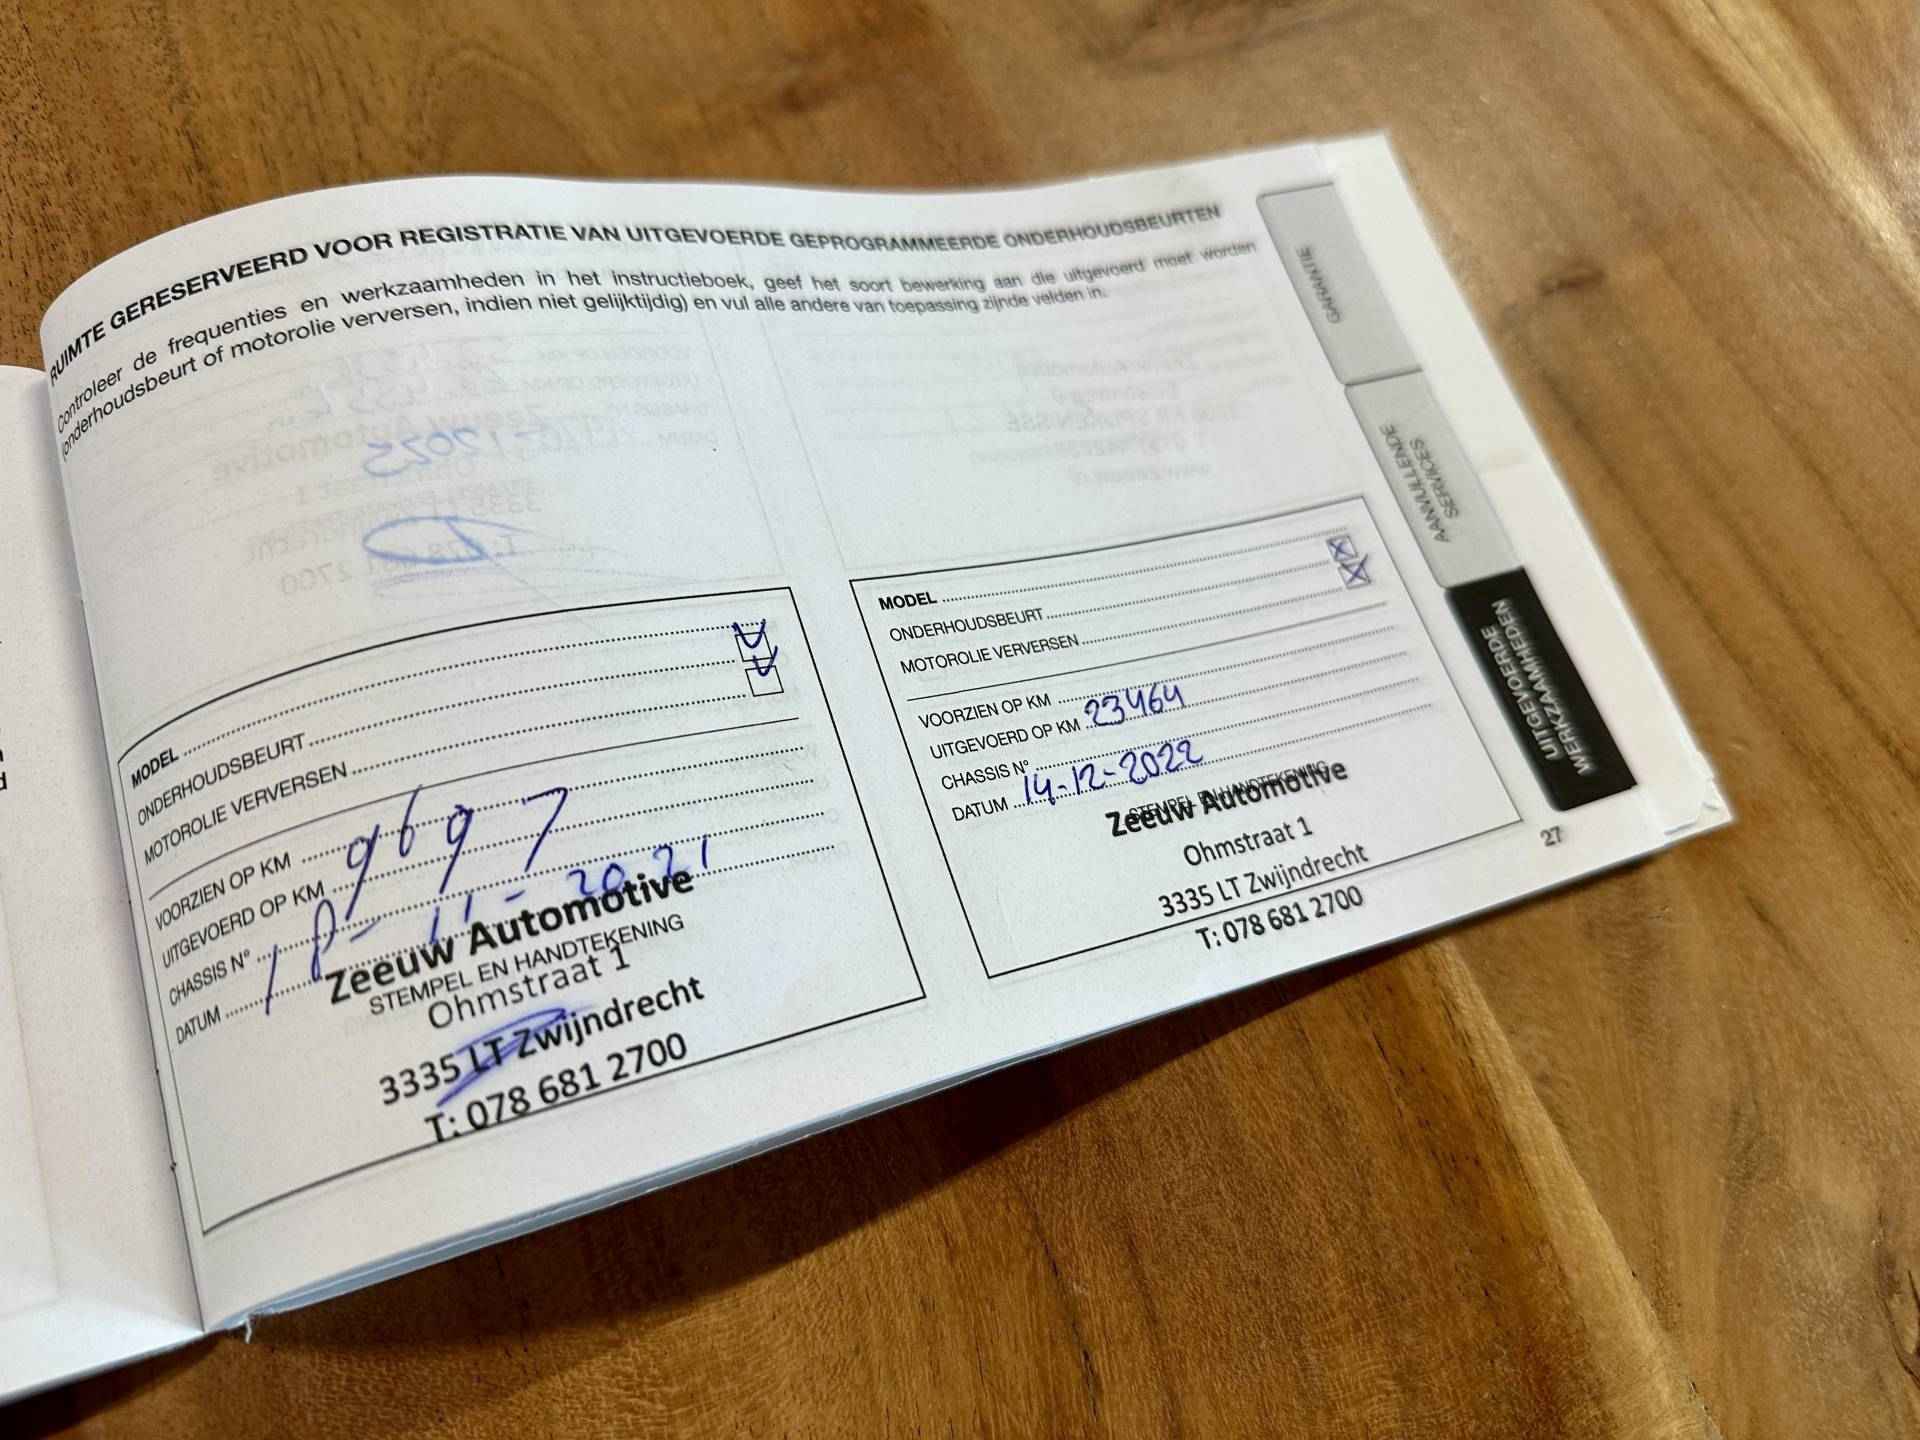 RUIMTE GERESERVEERD VOOR REGISTRATIE VAN UITGEVOERDE GEPROGRAMMEERDE ONDERHOUDSBEURTEN
Controleer de frequenties en werkzaamheden in het instructieboek, geef het soort bewerking aan die uitgevoerd moet worden
(onderhoudsbeurt of motorolie verversen, indien niet gelijktijdig) en vul alle andere van toepassing zijnde velden in.
MODEL
ONDERHOUDSBEURT
MOTOROLIE VERVERSEN
VOORZIEN OP KM
UITGEVOERD OP KM 9697
CHASSIS N°
DATUM 18-11-2021
Zeeuw Automotive
STEMPEL EN HANDTEKENING
Ohmstraat 1
3335 LT Zwijndrecht
T: 078 681 2700
MODEL
ONDERHOUDSBEURT
MOTOROLIE VERVERSEN
VOORZIEN OP KM
UITGEVOERD OP KM 23464
CHASSIS N°
DATUM 14-12-2022
STEMPEL EN HANDTEKENING
Zeeuw Automotive
Ohmstraat 1
3335 LT Zwijndrecht
T: 078 681 2700
27
GARANTIE
AANVULLENDE
SERVICES
UITGEVOERDE
WERKZAAMHEDEN